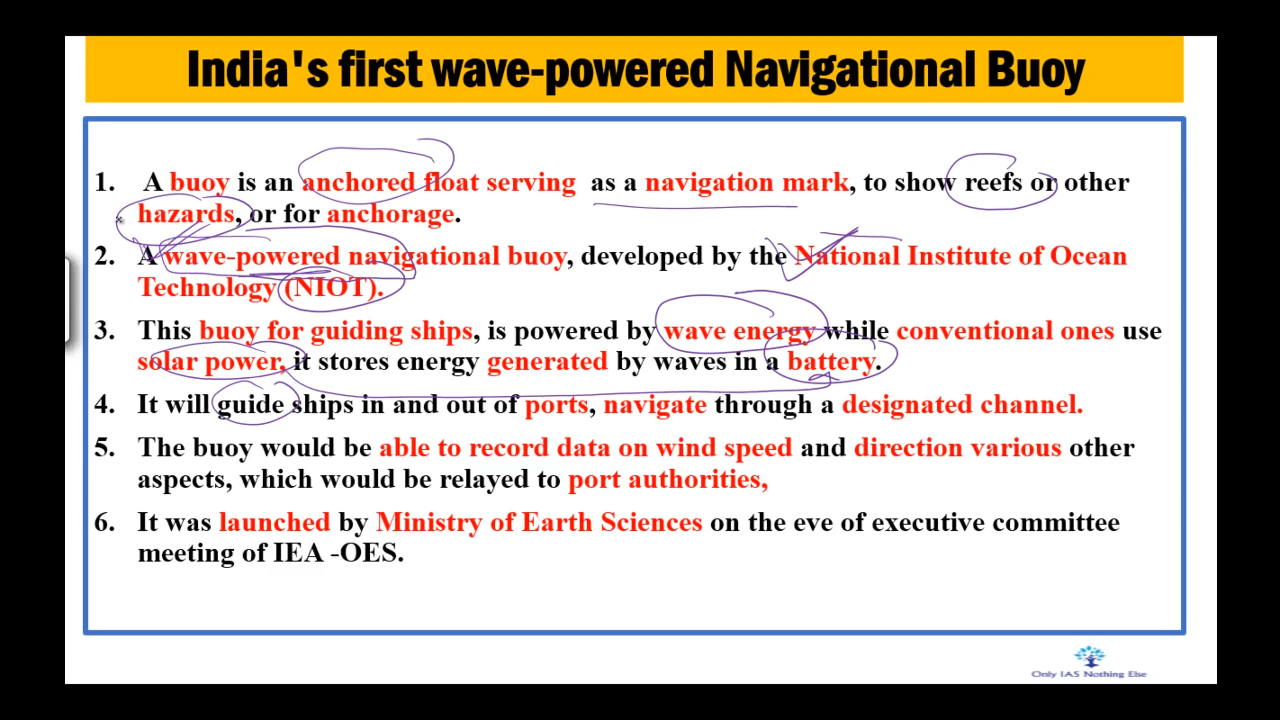 India's first wave-powered Navigational Buoy
1. A buoy is an anchored float serving as a navigation mark, to show reefs or other
hazards, or for anchorage.
2. A wave-powered navigational buoy, developed by the National Institute of Ocean
Technology (NIOT).
3. This buoy for guiding ships, is powered by wave energy while conventional ones use
solar power, it stores energy generated by waves in a battery.
4. It will guide ships in and out of ports, navigate through a designated channel.
5. The buoy would be able to record data on wind speed and direction various other
aspects, which would be relayed to port authorities,
6. It was launched by Ministry of Earth Sciences on the eve of executive committee
meeting of IEA -OES.
Only IAS Nothing Else